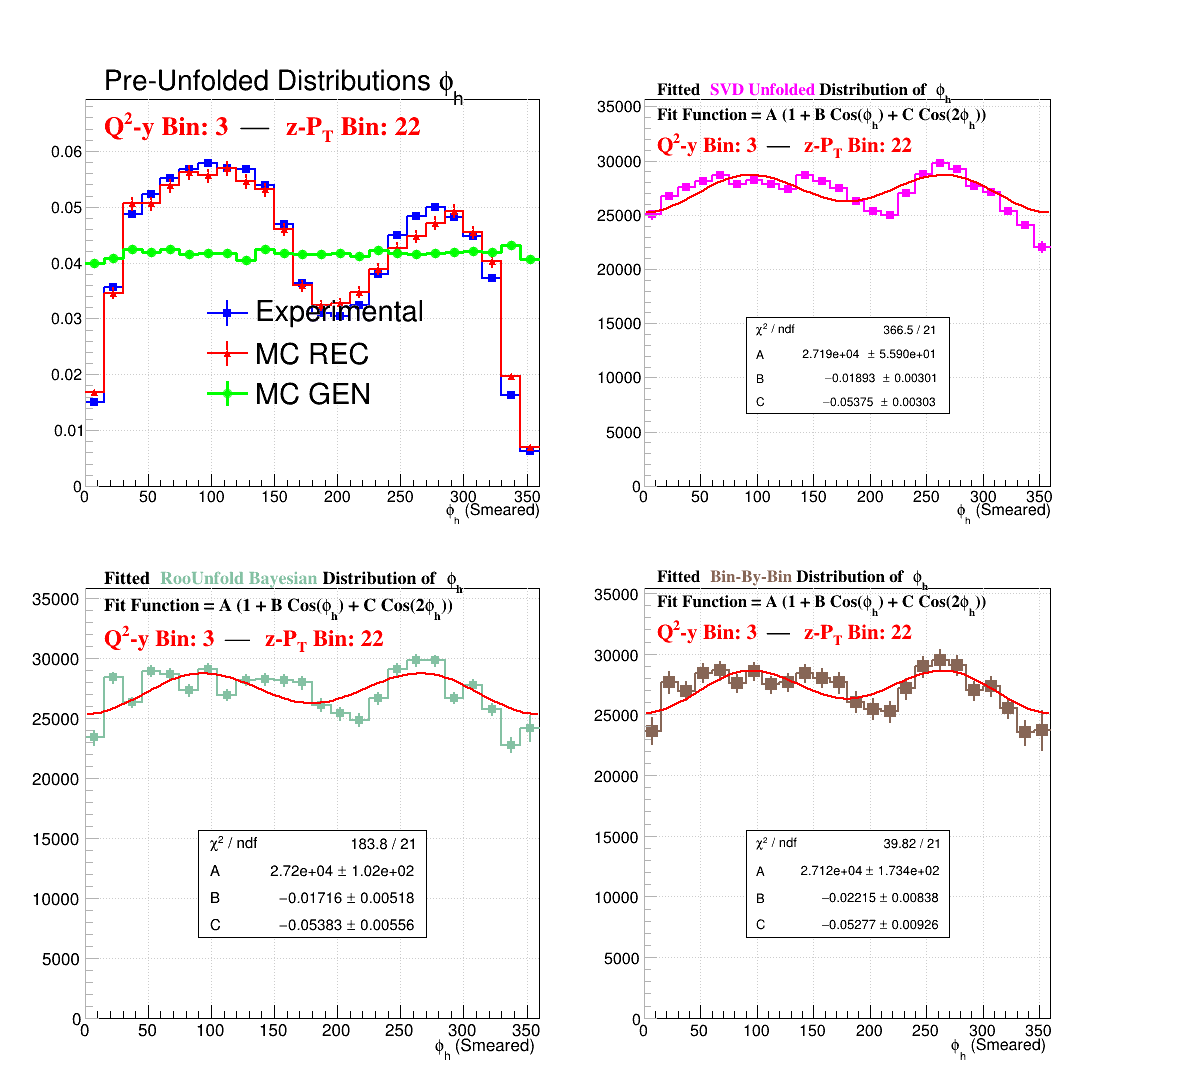 Pre-Unfolded Distributions ϕh
Q²-y Bin: 3 — z-PT Bin: 22
0.06
0.05
0.04
0.03
0.02
0.01
0
Experimental
MC REC
MC GEN
0 50 100 150 200 250 300 350
ϕh (Smeared)
Fitted SVD Unfolded Distribution of ϕh
Fit Function = A (1 + B Cos(ϕh) + C Cos(2ϕh))
Q²-y Bin: 3 — z-PT Bin: 22
35000
30000
25000
20000
15000
10000
5000
0
χ² / ndf 366.5 / 21
A 2.719e+04 ± 5.590e+01
B −0.01893 ± 0.00301
C −0.05375 ± 0.00303
0 50 100 150 200 250 300 350
ϕh (Smeared)
Fitted RooUnfold Bayesian Distribution of ϕh
Fit Function = A (1 + B Cos(ϕh) + C Cos(2ϕh))
Q²-y Bin: 3 — z-PT Bin: 22
35000
30000
25000
20000
15000
10000
5000
0
χ² / ndf 183.8 / 21
A 2.72e+04 ± 1.02e+02
B −0.01716 ± 0.00518
C −0.05383 ± 0.00556
0 50 100 150 200 250 300 350
ϕh (Smeared)
Fitted Bin-By-Bin Distribution of ϕh
Fit Function = A (1 + B Cos(ϕh) + C Cos(2ϕh))
Q²-y Bin: 3 — z-PT Bin: 22
35000
30000
25000
20000
15000
10000
5000
0
χ² / ndf 39.82 / 21
A 2.712e+04 ± 1.734e+02
B −0.02215 ± 0.00838
C −0.05277 ± 0.00926
0 50 100 150 200 250 300 350
ϕh (Smeared)